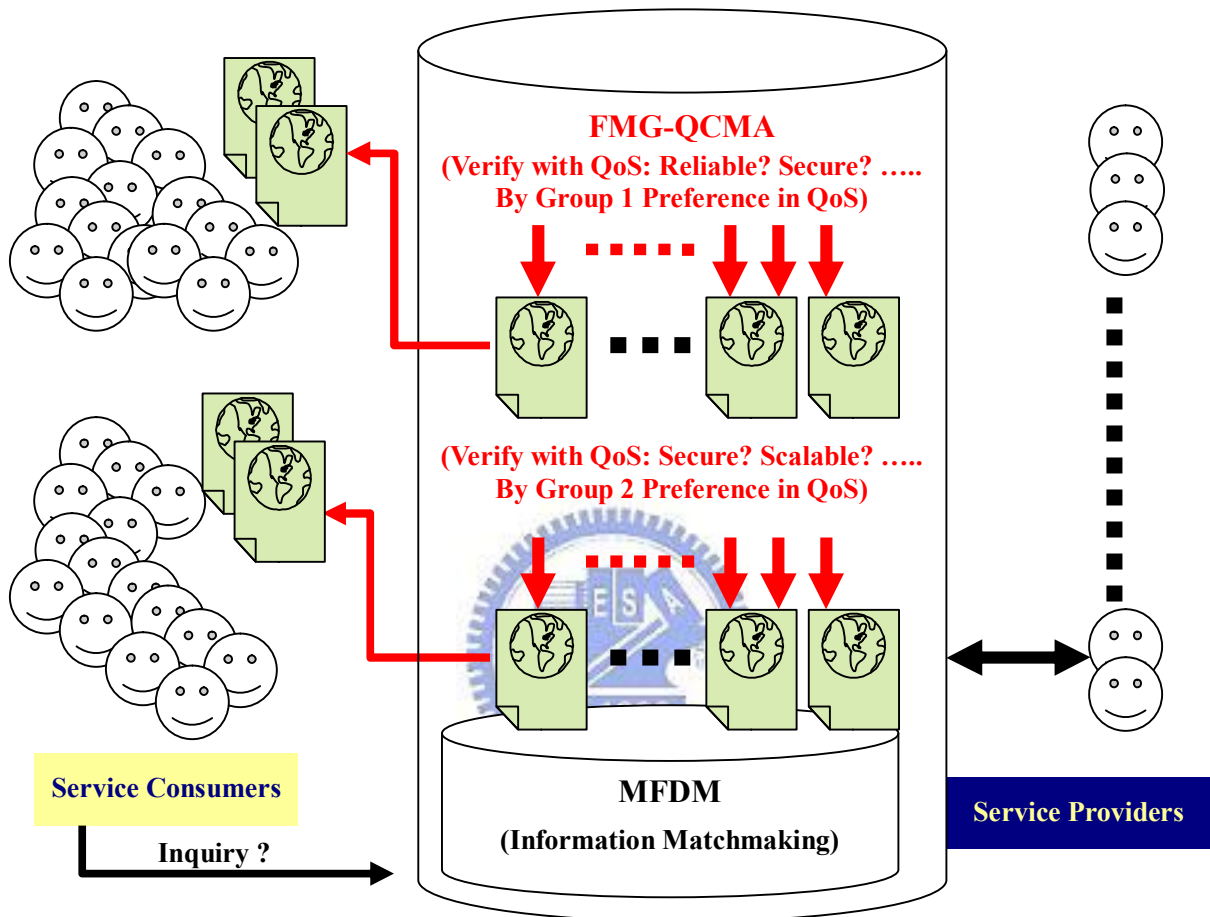 FMG-QCMA
(Verify with QoS: Reliable? Secure? …..
By Group 1 Preference in QoS)
(Verify with QoS: Secure? Scalable? …..
By Group 2 Preference in QoS)
E S A
MFDM
(Information Matchmaking)
Service Consumers
Inquiry ?
Service Providers